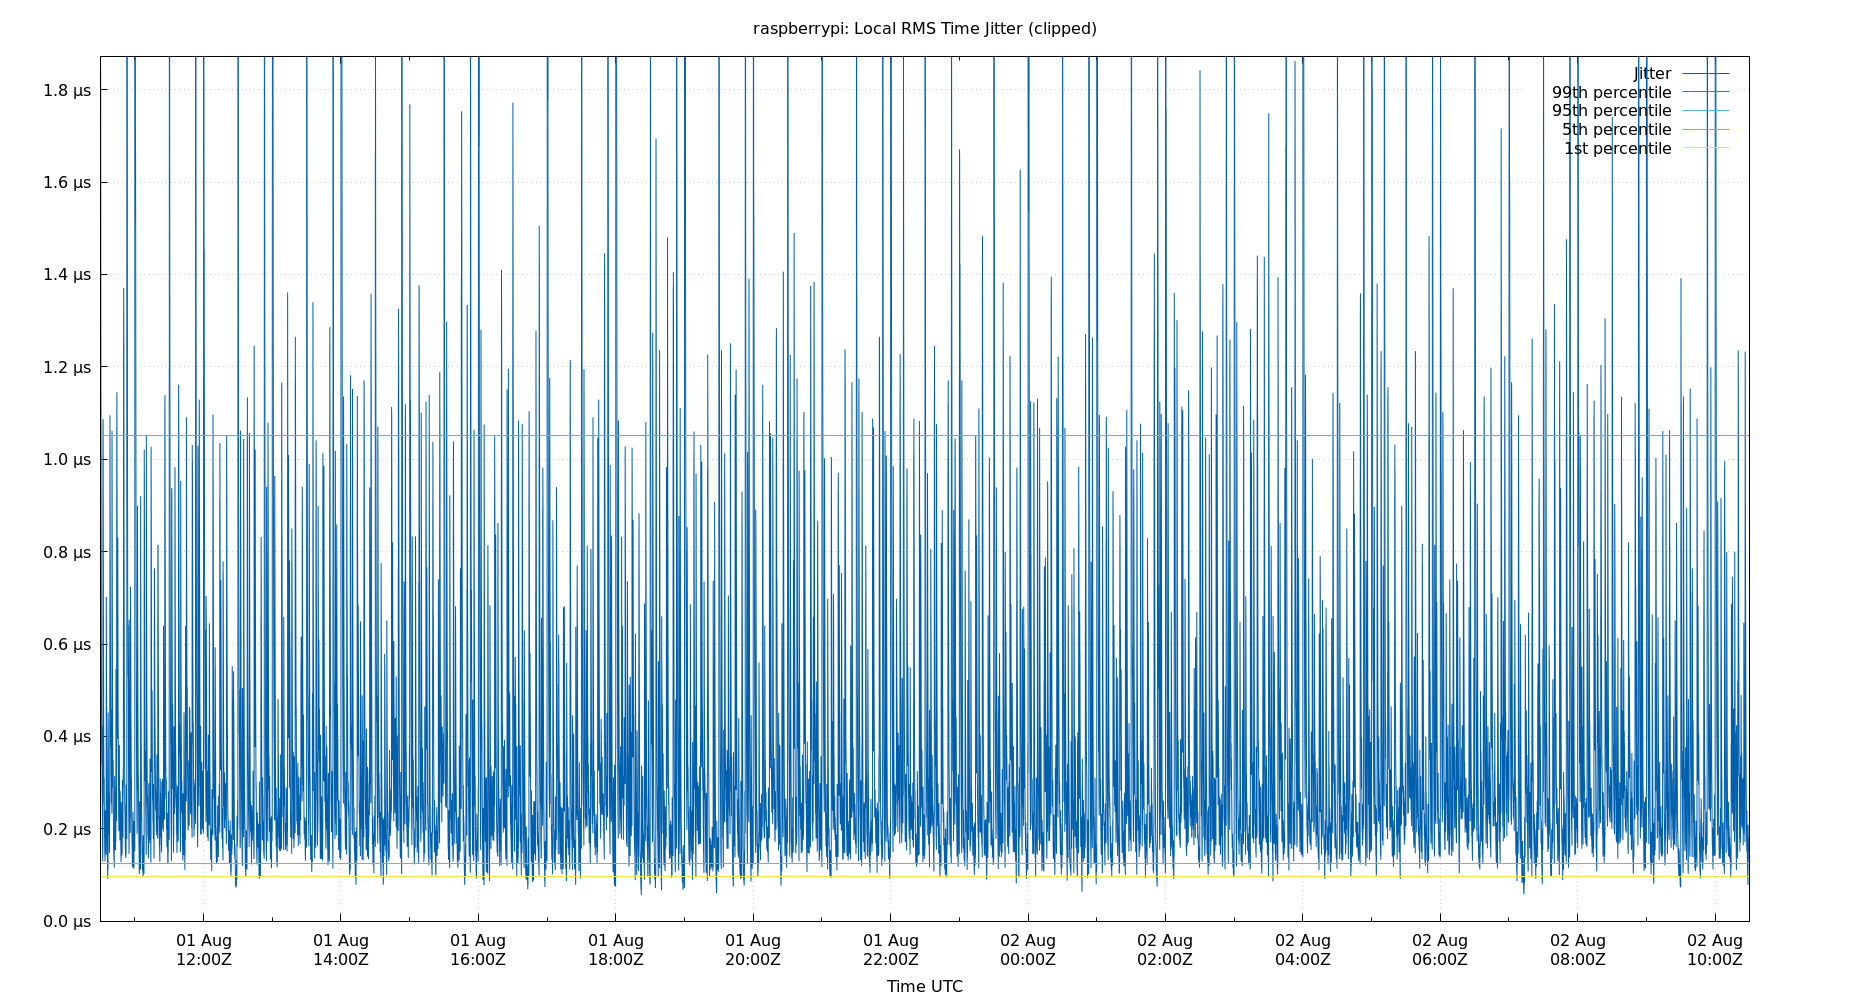 raspberrypi: Local RMS Time Jitter (clipped)
1.8 µs
1.6 µs
1.4 µs
1.2 µs
1.0 µs
0.8 µs
0.6 µs
0.4 µs
0.2 µs
0.0 µs
Jitter
99th percentile
95th percentile
5th percentile
1st percentile
01 Aug 01 Aug 01 Aug 01 Aug 01 Aug 01 Aug 02 Aug 02 Aug 02 Aug 02 Aug 02 Aug 02 Aug
12:00Z 14:00Z 16:00Z 18:00Z 20:00Z 22:00Z 00:00Z 02:00Z 04:00Z 06:00Z 08:00Z 10:00Z
Time UTC